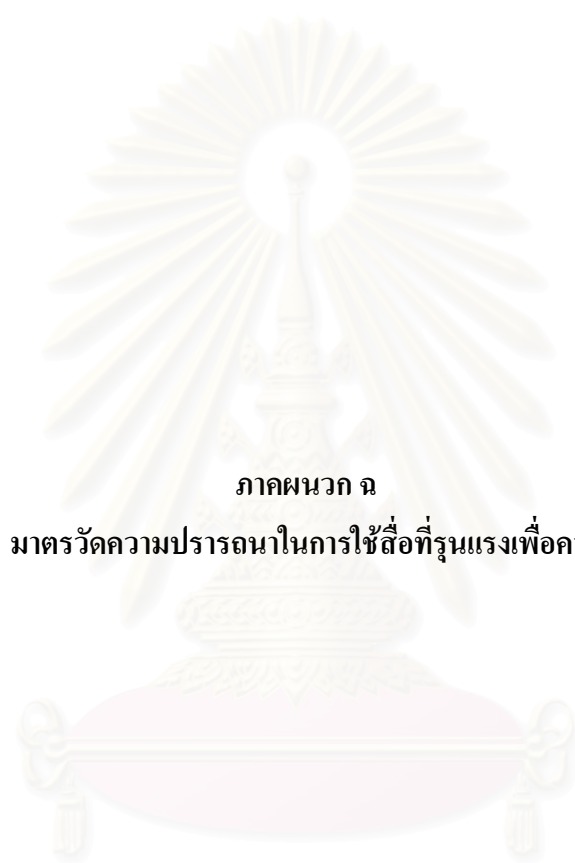 ภาคผนวก ฉ
มาตรวัดความปรารถนาในการใช้สื่อที่รุนแรงเพื่อ